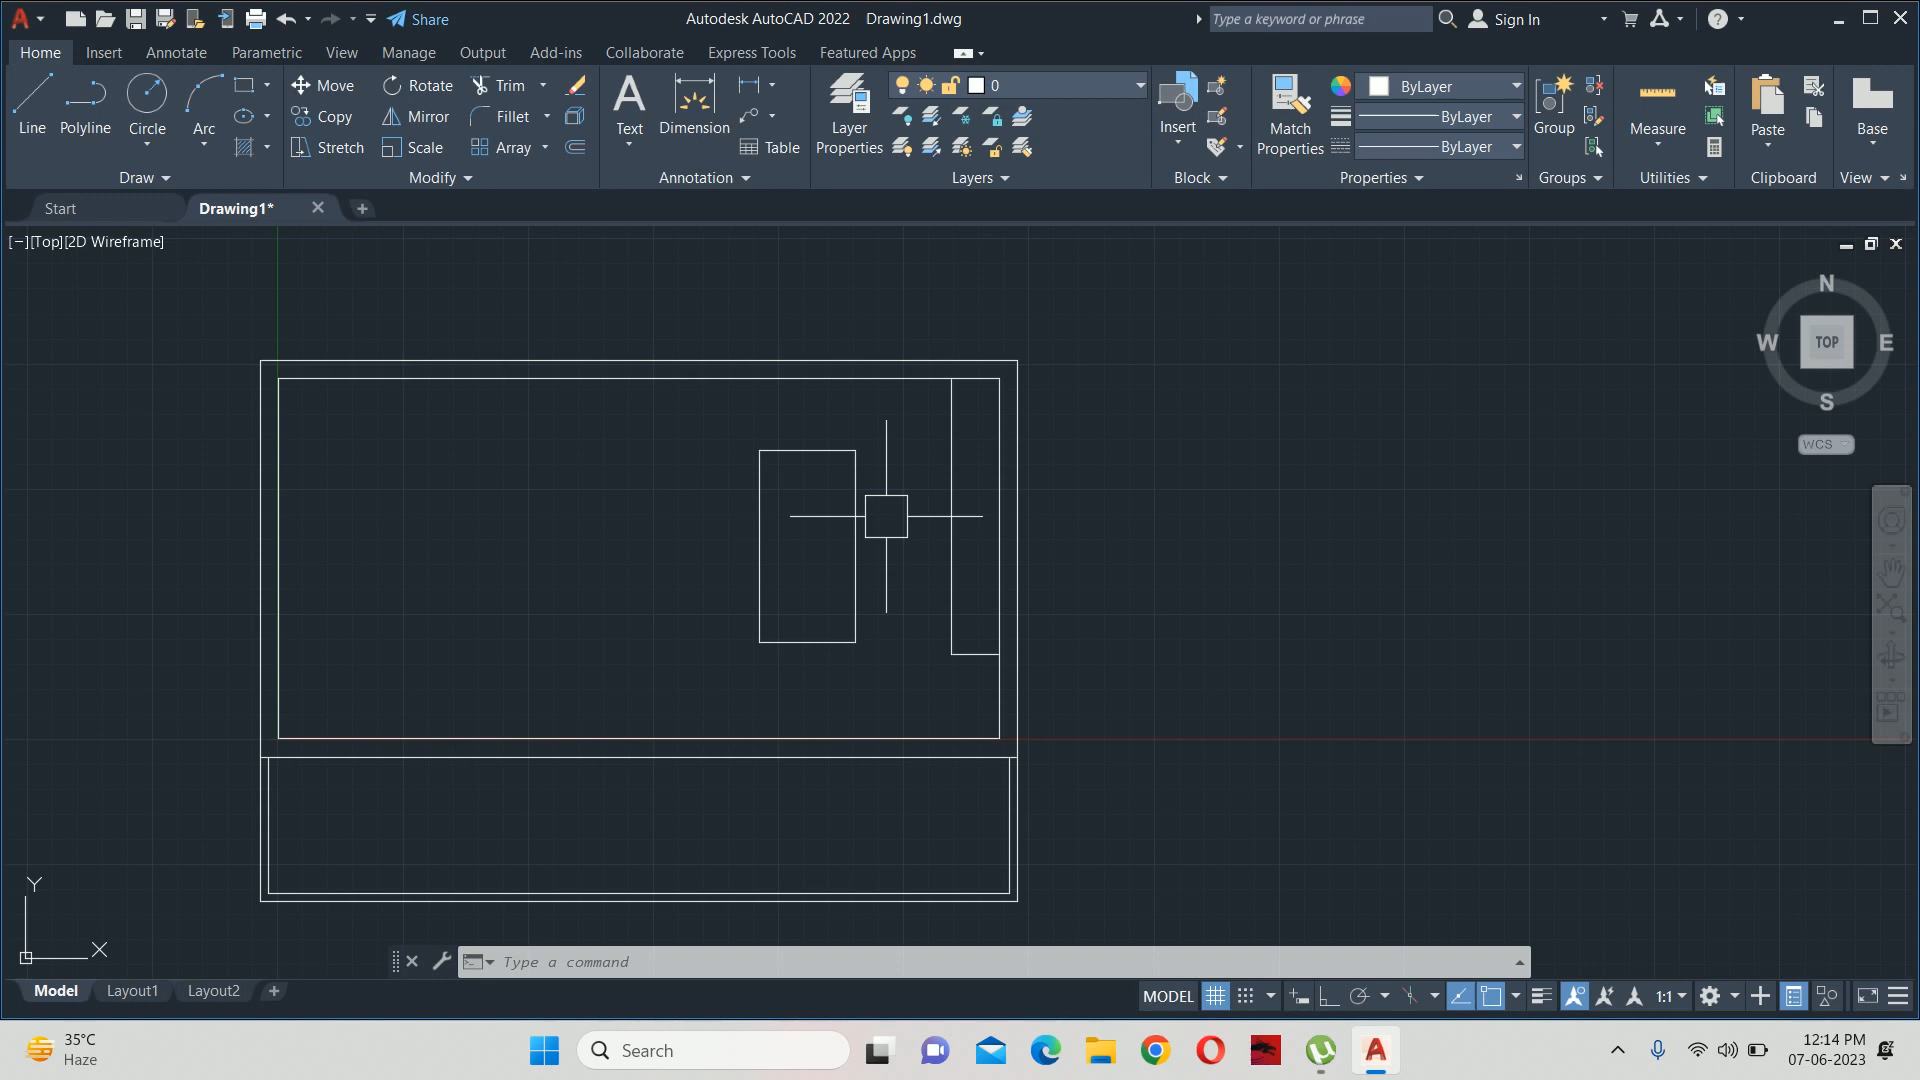 Share
Autodesk AutoCAD 2022 Drawing1.dwg
Type a keyword or phrase
Sign In
Home Insert Annotate Parametric View Manage Output Add-ins Collaborate Express Tools Featured Apps
Line Polyline Circle Arc
Draw
Move Rotate Trim
Copy Mirror Fillet
Stretch Scale Array
Modify
Text Dimension Table
Annotation
Layer Properties
0
Layers
Insert
Block
Match Properties
ByLayer
ByLayer
ByLayer
Properties
Group
Groups
Measure
Utilities
Paste
Clipboard
Base
View
Start Drawing1*
[−][Top][2D Wireframe]
N
W TOP E
S
WCS
Y
X
Type a command
Model Layout1 Layout2
MODEL 1:1
35°C
Haze
Search
12:14 PM
07-06-2023